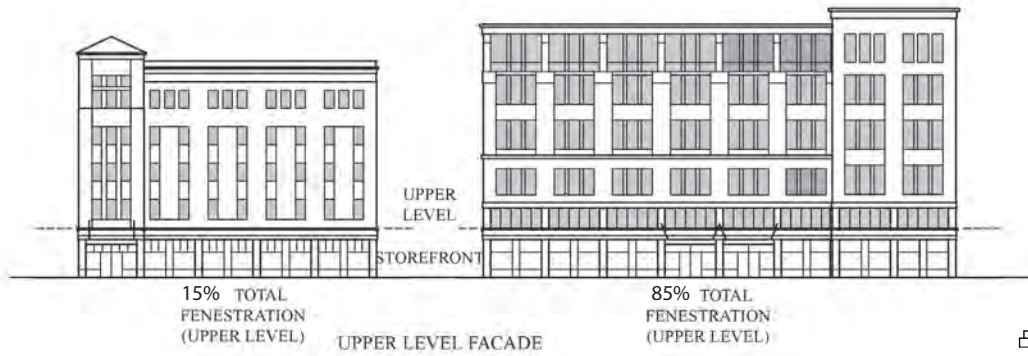 UPPER
LEVEL
STOREFRONT
15% TOTAL
FENESTRATION
(UPPER LEVEL)
85% TOTAL
FENESTRATION
(UPPER LEVEL)
UPPER LEVEL FACADE